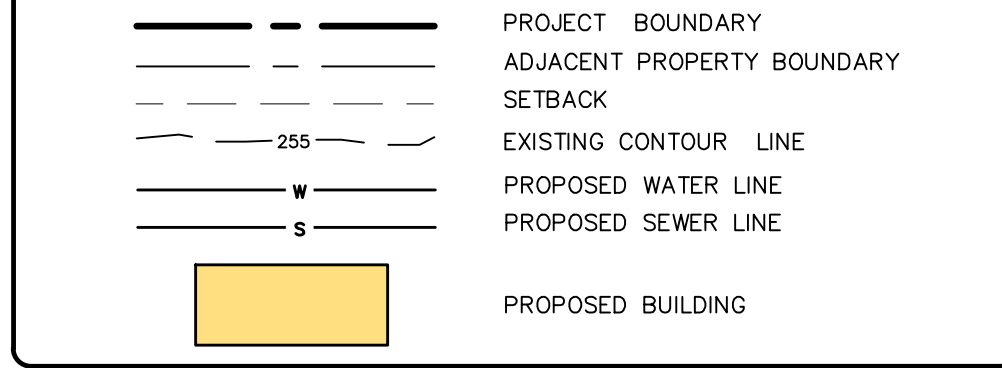 PROJECT BOUNDARY
ADJACENT PROPERTY BOUNDARY
SETBACK
255 EXISTING CONTOUR LINE
W PROPOSED WATER LINE
S PROPOSED SEWER LINE
PROPOSED BUILDING